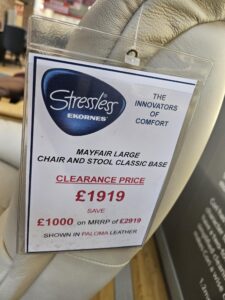 Stressless
EKORNES
THE
INNOVATORS
OF
COMFORT
MAYFAIR LARGE
CHAIR AND STOOL CLASSIC BASE
CLEARANCE PRICE
£1919
SAVE
£1000 on MRRP of £2919
SHOWN IN PALOMA LEATHER